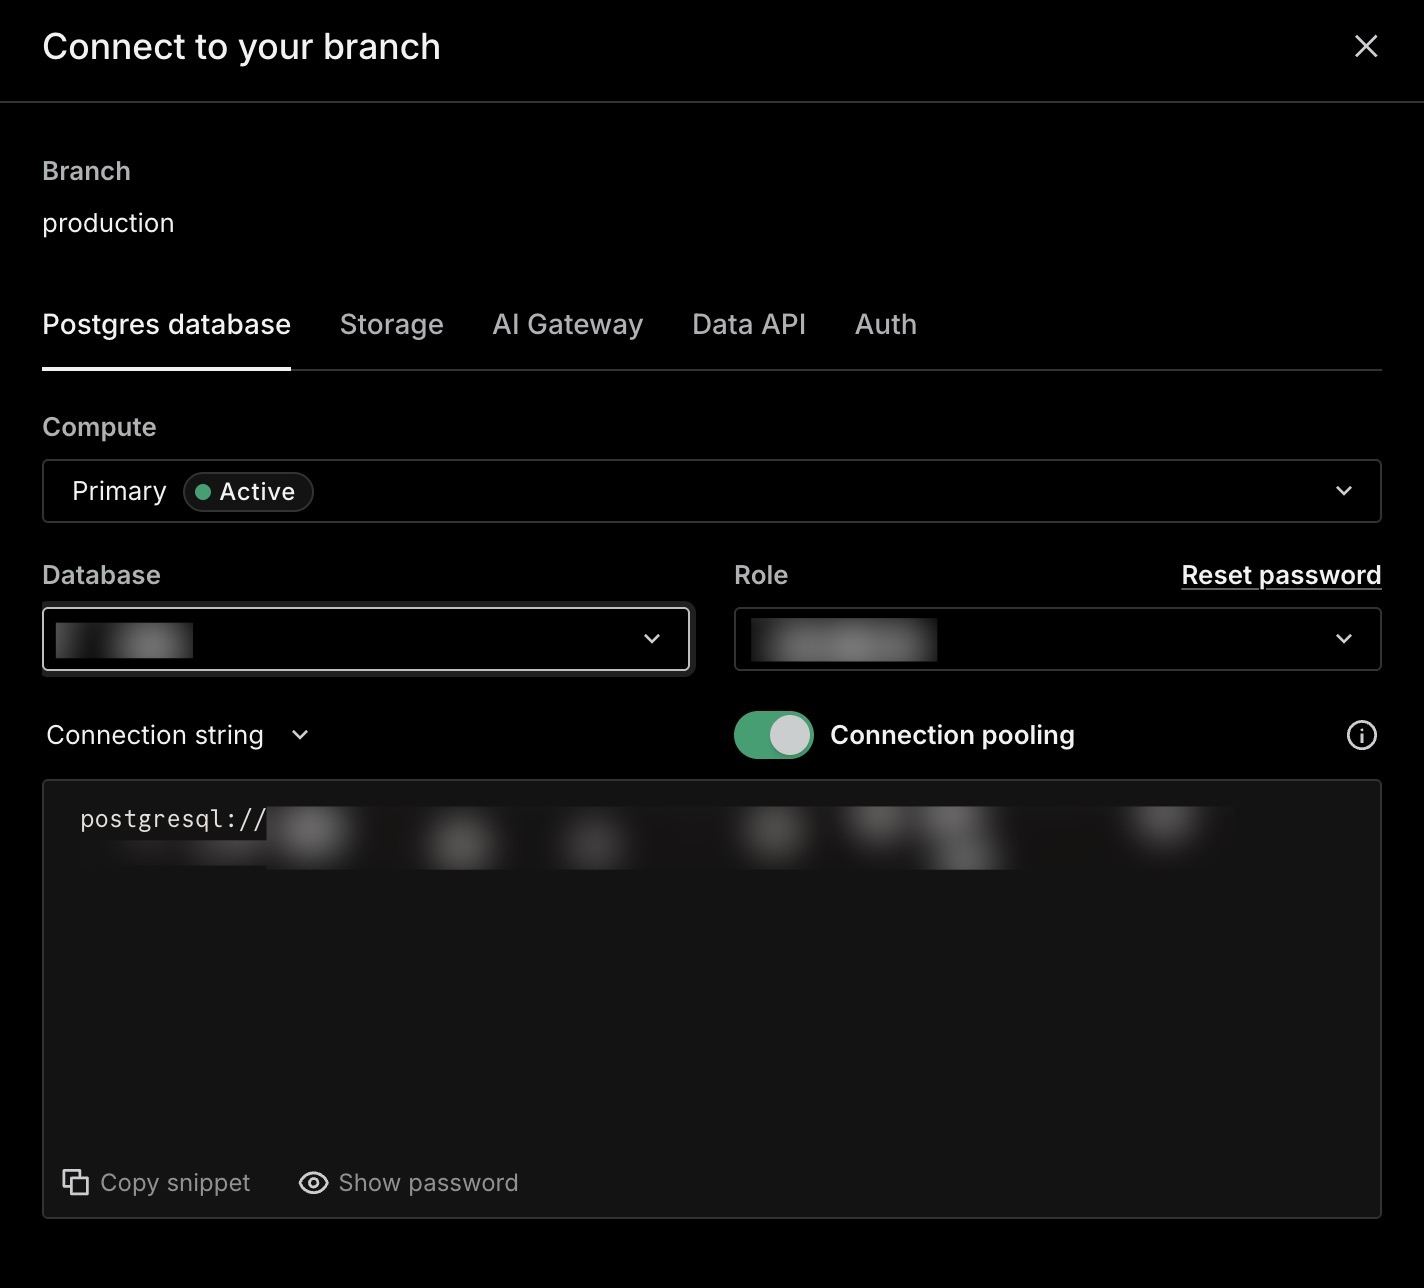 Connect to your branch
Branch
production
Postgres database Storage AI Gateway Data API Auth
Compute
Primary Active
Database Role Reset password
Connection string Connection pooling
postgresql://
Copy snippet Show password